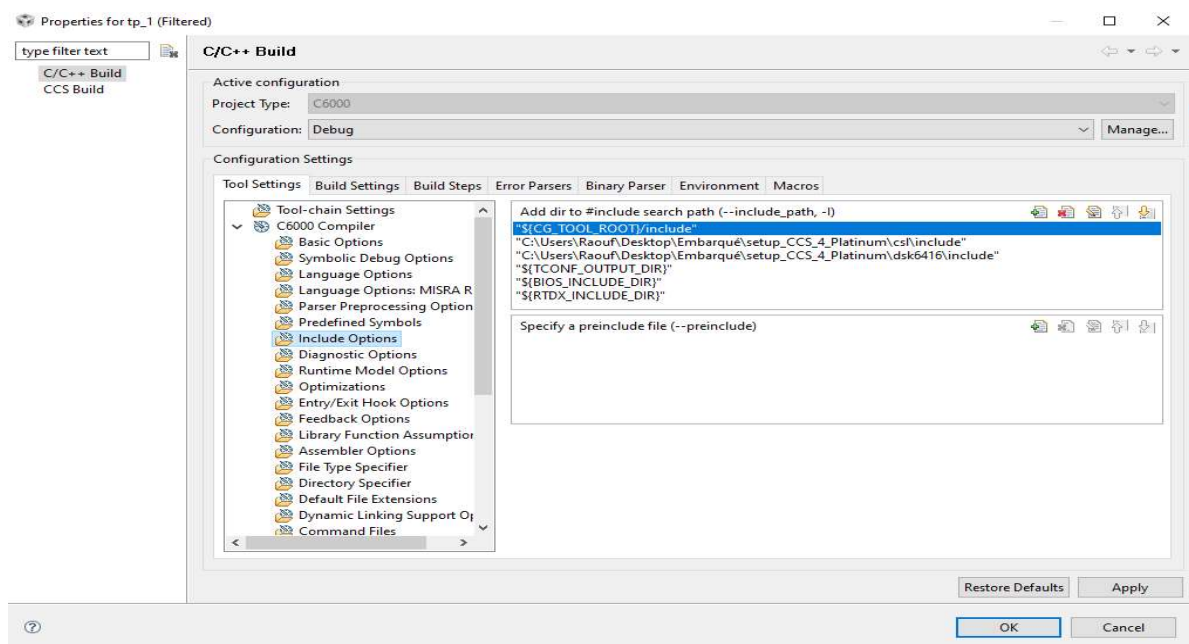 Properties for tp_1 (Filtered)
type filter text
C/C++ Build
CCS Build
C/C++ Build
Active configuration
Project Type: C6000
Configuration: Debug
Manage...
Configuration Settings
Tool Settings Build Settings Build Steps Error Parsers Binary Parser Environment Macros
Tool-chain Settings
C6000 Compiler
Basic Options
Symbolic Debug Options
Language Options
Language Options: MISRA R
Parser Preprocessing Option
Predefined Symbols
Include Options
Diagnostic Options
Runtime Model Options
Optimizations
Entry/Exit Hook Options
Feedback Options
Library Function Assumption
Assembler Options
File Type Specifier
Directory Specifier
Default File Extensions
Dynamic Linking Support Op
Command Files
Add dir to #include search path (--include_path, -I)
"${CG_TOOL_ROOT}/include"
"C:\Users\Raouf\Desktop\Embarqué\setup_CCS_4_Platinum\csl\include"
"C:\Users\Raouf\Desktop\Embarqué\setup_CCS_4_Platinum\dsk6416\include"
"${TCONF_OUTPUT_DIR}"
"${BIOS_INCLUDE_DIR}"
"${RTDX_INCLUDE_DIR}"
Specify a preinclude file (--preinclude)
Restore Defaults
Apply
OK
Cancel